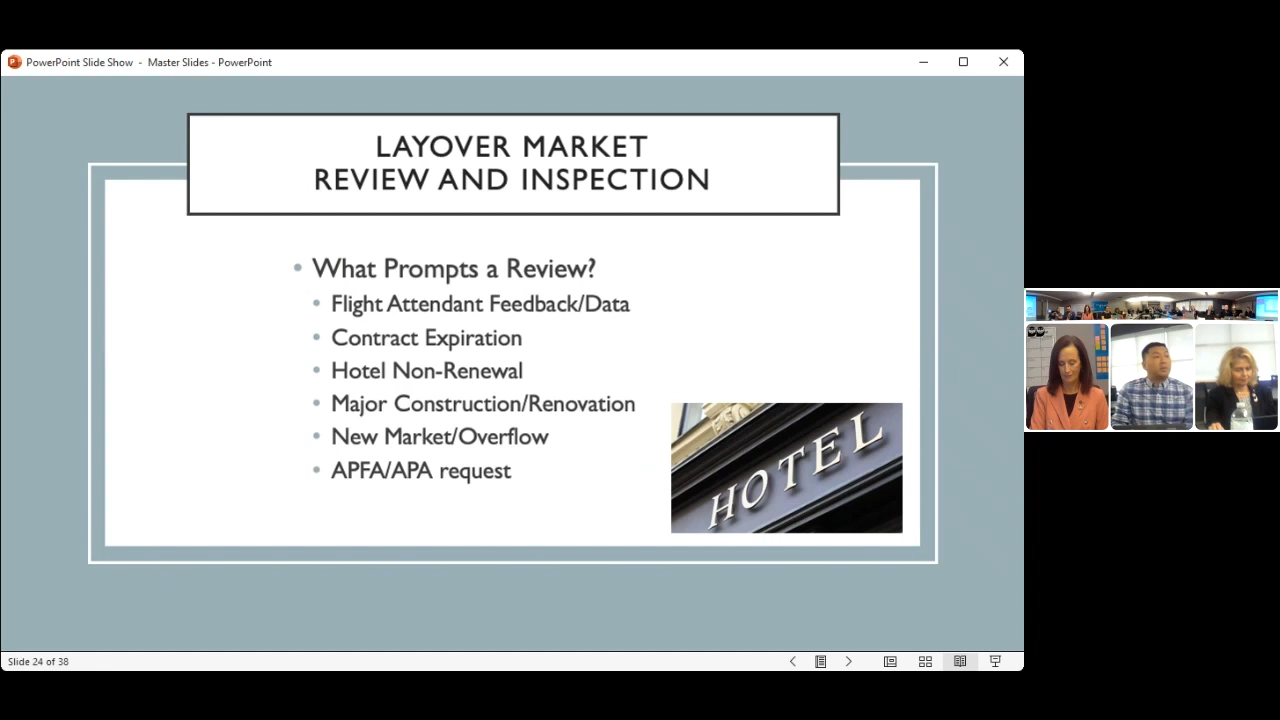 PowerPoint Slide Show - Master Slides - PowerPoint
LAYOVER MARKET
REVIEW AND INSPECTION
• What Prompts a Review?
• Flight Attendant Feedback/Data
• Contract Expiration
• Hotel Non-Renewal
• Major Construction/Renovation
• New Market/Overflow
• APFA/APA request
HOTEL
Slide 24 of 38